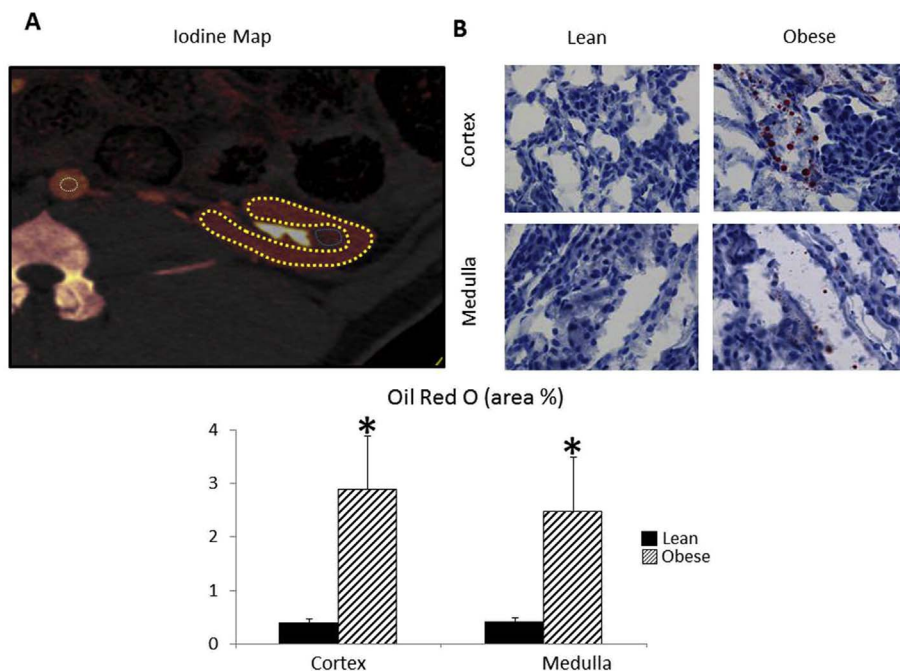 A
Iodine Map
B
Lean
Obese
Cortex
Medulla
Oil Red O (area %)
4
3
2
1
0
*
*
Lean
Obese
Cortex
Medulla